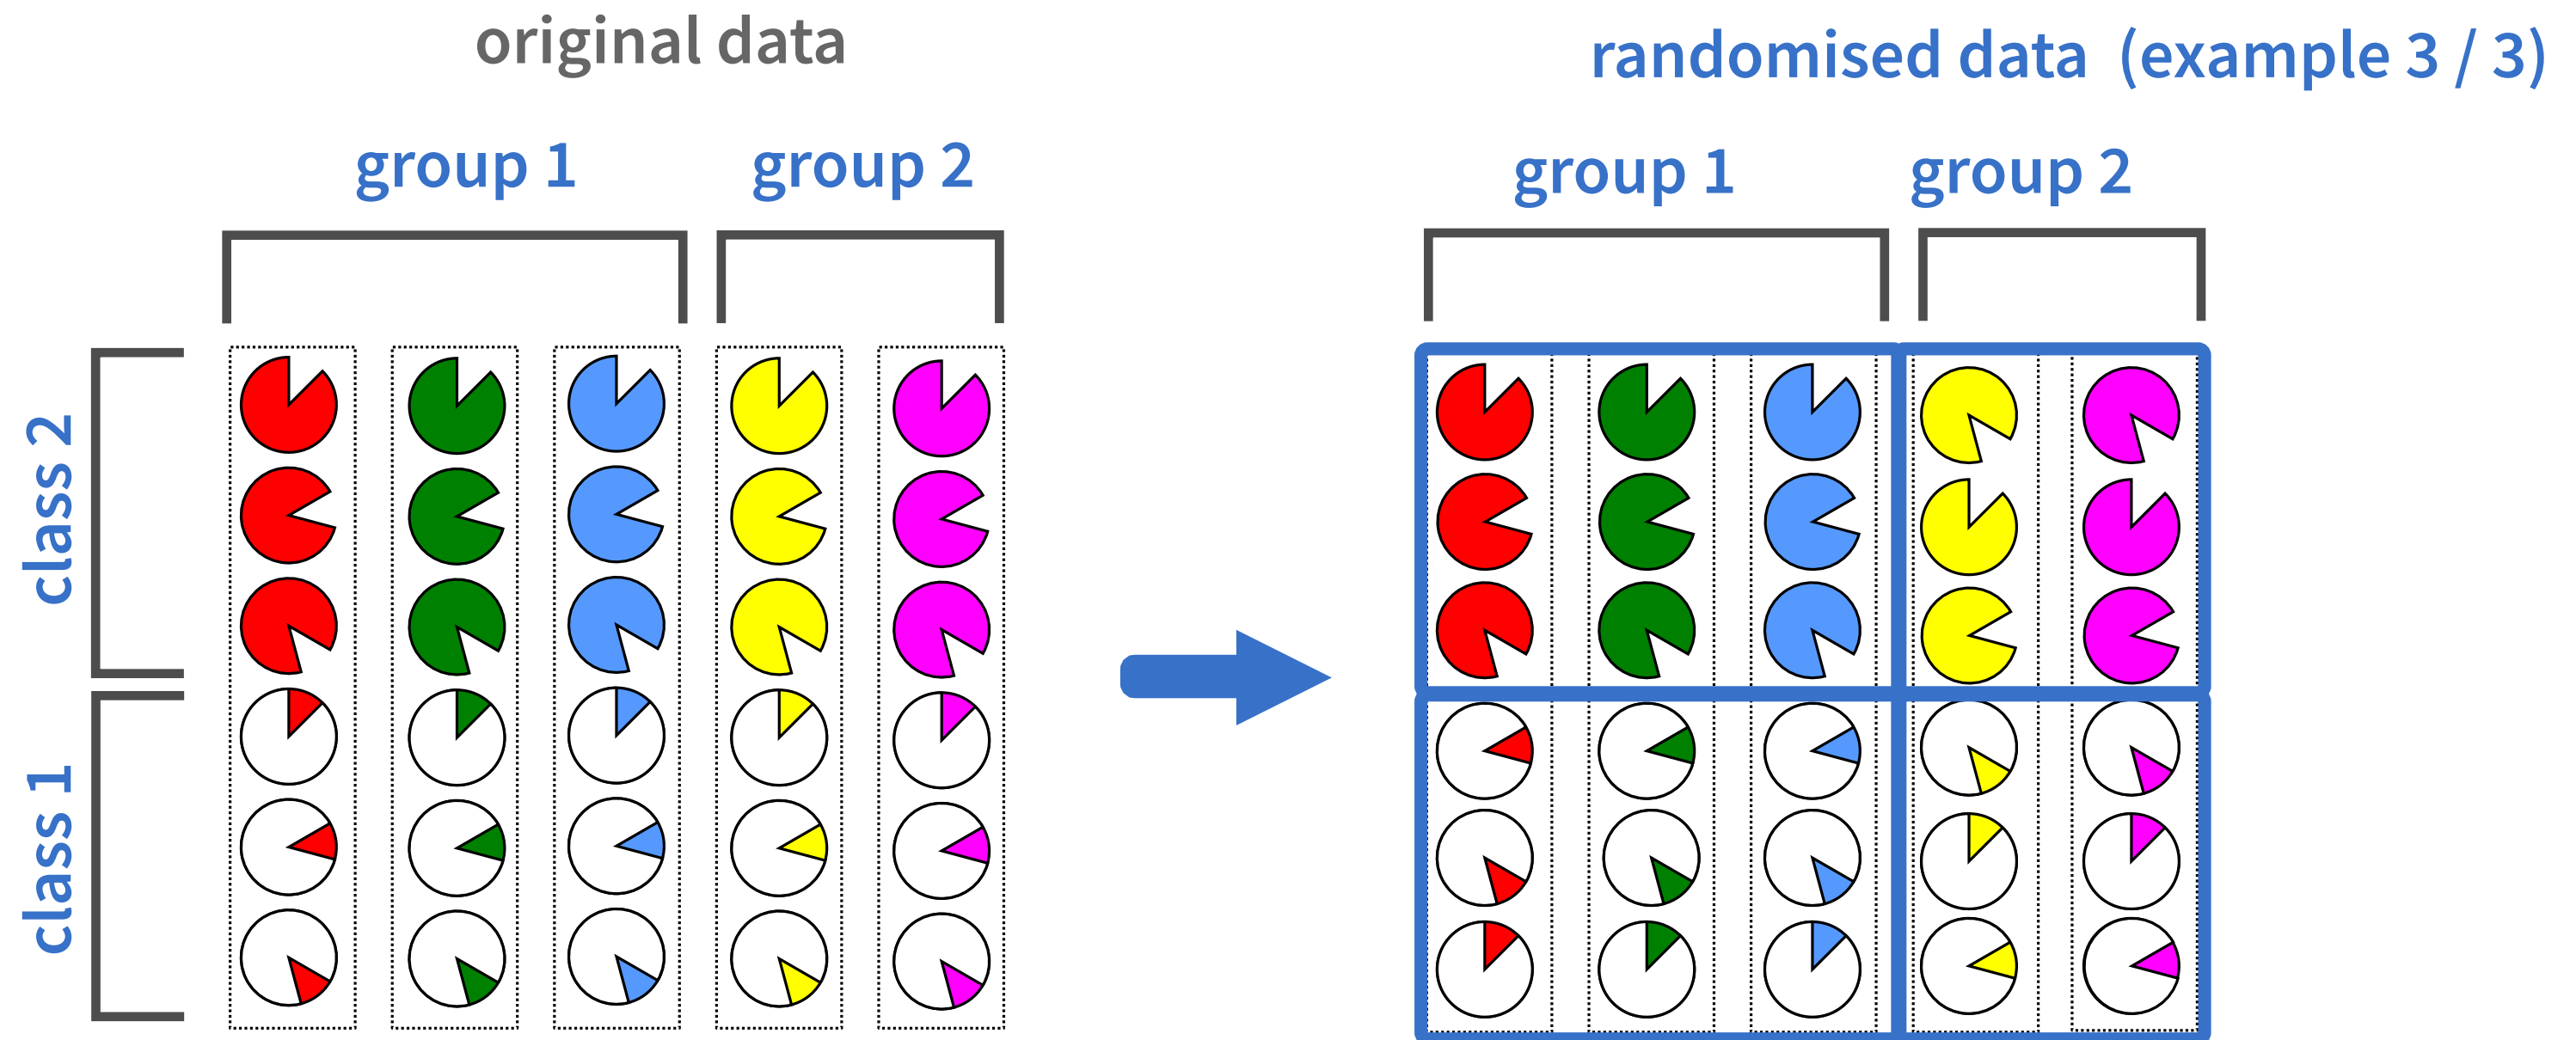 original data
randomised data (example 3 / 3)
group 1
group 2
group 1
group 2
class 2
class 1